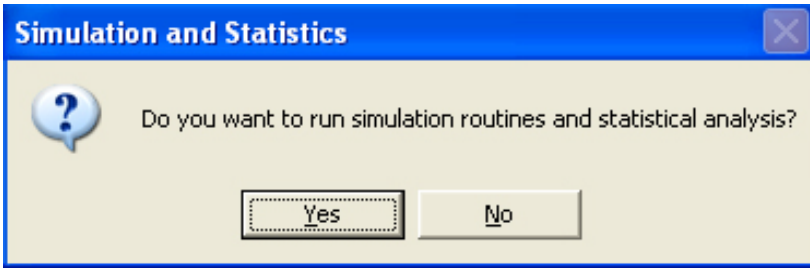 Simulation and Statistics
Do you want to run simulation routines and statistical analysis?
Yes No